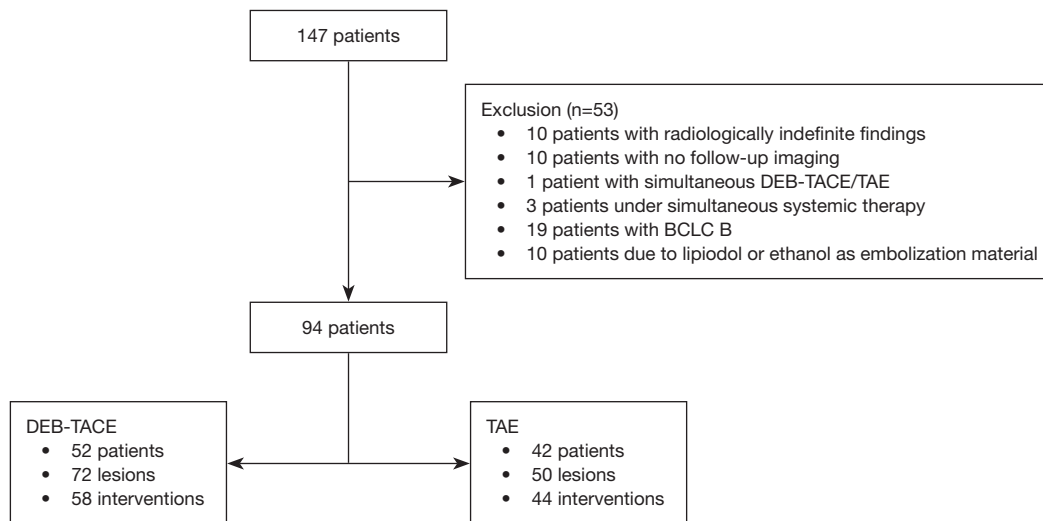 147 patients
Exclusion (n=53)
• 10 patients with radiologically indefinite findings
• 10 patients with no follow-up imaging
• 1 patient with simultaneous DEB-TACE/TAE
• 3 patients under simultaneous systemic therapy
• 19 patients with BCLC B
• 10 patients due to lipiodol or ethanol as embolization material
94 patients
DEB-TACE
• 52 patients
• 72 lesions
• 58 interventions
TAE
• 42 patients
• 50 lesions
• 44 interventions